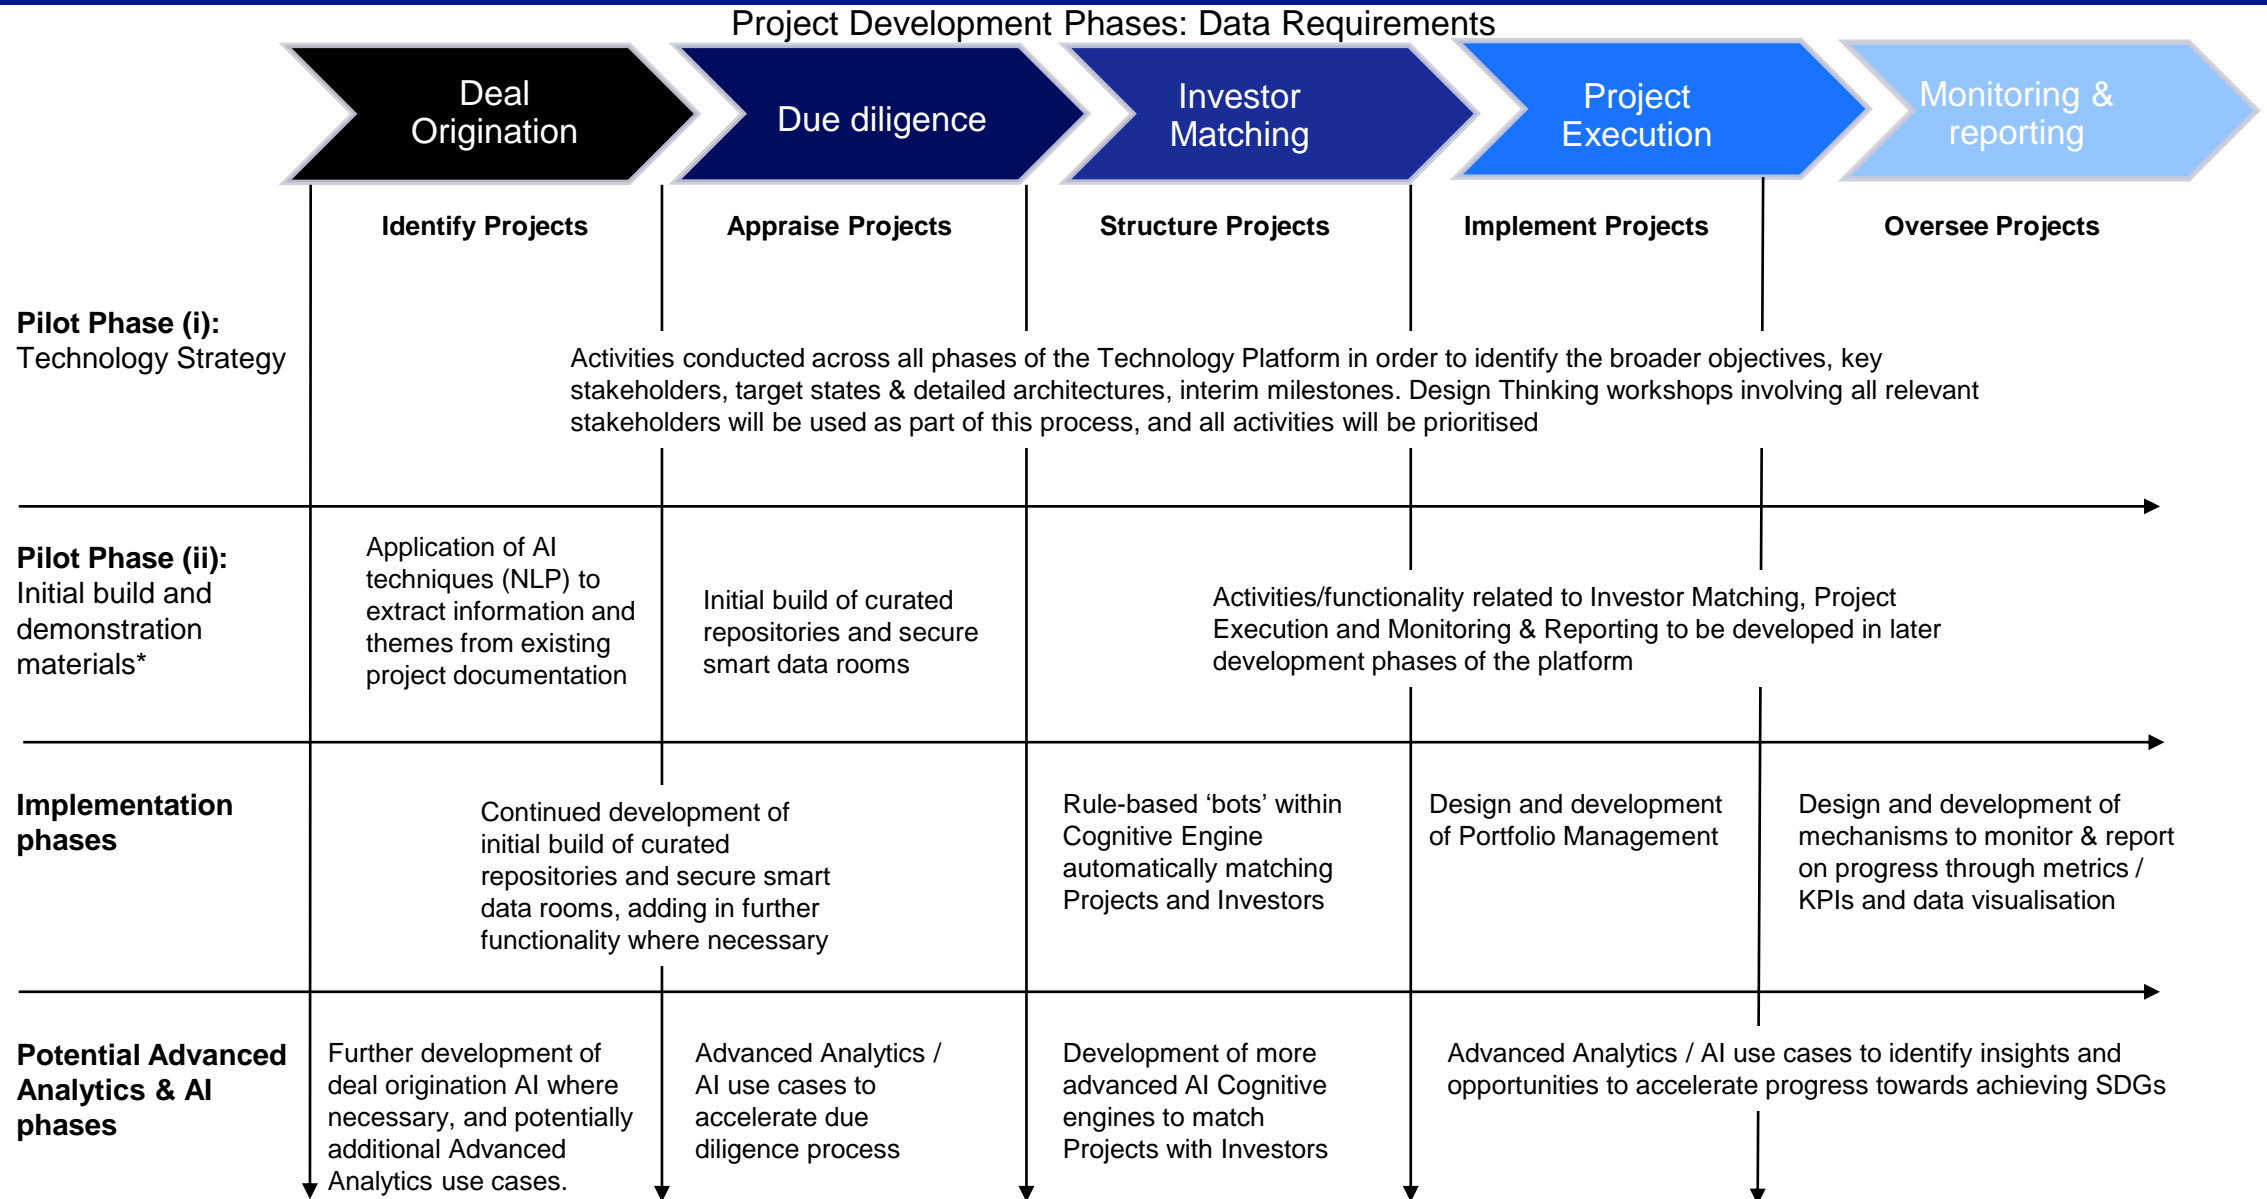 Project Development Phases: Data Requirements
Deal
Origination
Due diligence
Investor
Matching
Project
Execution
Monitoring &
reporting
Identify Projects
Appraise Projects
Structure Projects
Implement Projects
Oversee Projects
Pilot Phase (i):
Technology Strategy
Activities conducted across all phases of the Technology Platform in order to identify the broader objectives, key
stakeholders, target states & detailed architectures, interim milestones. Design Thinking workshops involving all relevant
stakeholders will be used as part of this process, and all activities will be prioritised
Pilot Phase (ii):
Initial build and
demonstration
materials*
Application of AI
techniques (NLP) to
extract information and
themes from existing
project documentation
Initial build of curated
repositories and secure
smart data rooms
Activities/functionality related to Investor Matching, Project
Execution and Monitoring & Reporting to be developed in later
development phases of the platform
Implementation
phases
Continued development of
initial build of curated
repositories and secure smart
data rooms, adding in further
functionality where necessary
Rule-based ‘bots’ within
Cognitive Engine
automatically matching
Projects and Investors
Design and development
of Portfolio Management
Design and development of
mechanisms to monitor & report
on progress through metrics /
KPIs and data visualisation
Potential Advanced
Analytics & AI
phases
Further development of
deal origination AI where
necessary, and potentially
additional Advanced
Analytics use cases.
Advanced Analytics /
AI use cases to
accelerate due
diligence process
Development of more
advanced AI Cognitive
engines to match
Projects with Investors
Advanced Analytics / AI use cases to identify insights and
opportunities to accelerate progress towards achieving SDGs